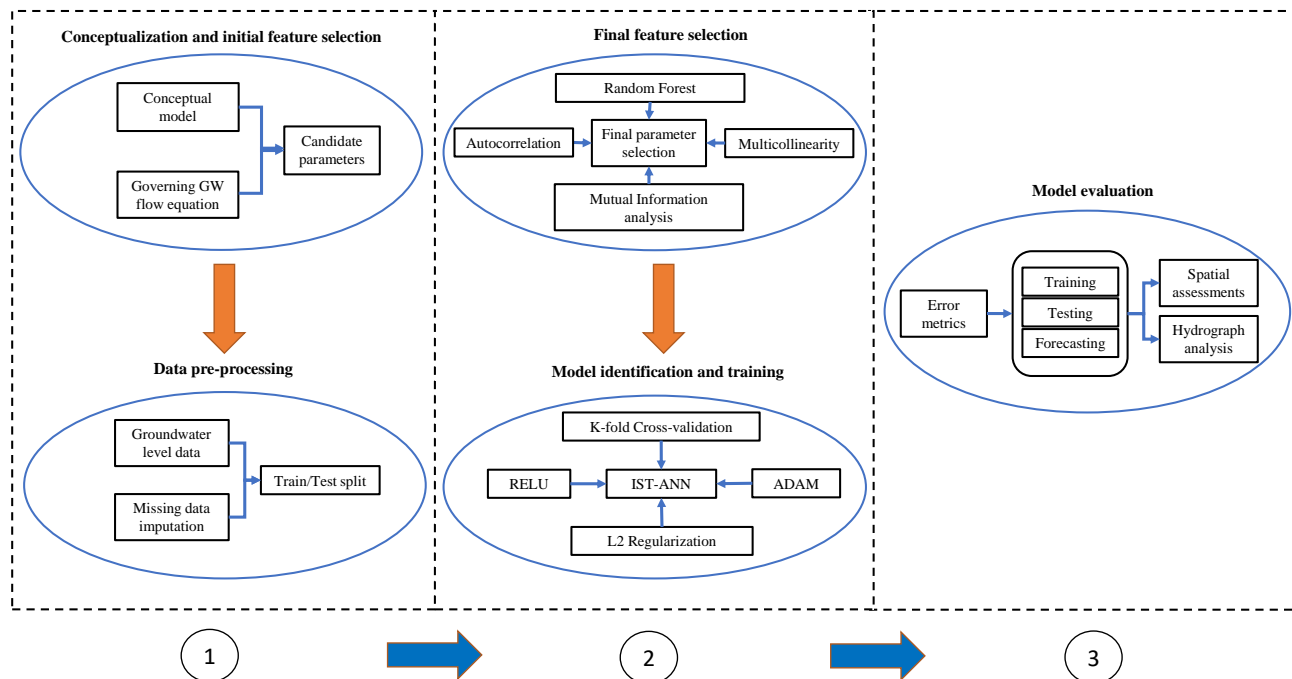 Conceptualization and initial feature selection
Conceptual
model
Candidate
parameters
Governing GW
flow equation
Data pre-processing
Groundwater
level data
Train/Test split
Missing data
imputation
Final feature selection
Random Forest
Autocorrelation
Final parameter
selection
Multicollinearity
Mutual Information
analysis
Model identification and training
K-fold Cross-validation
RELU
IST-ANN
ADAM
L2 Regularization
Model evaluation
Error
metrics
Training
Testing
Forecasting
Spatial
assessments
Hydrograph
analysis
1
2
3